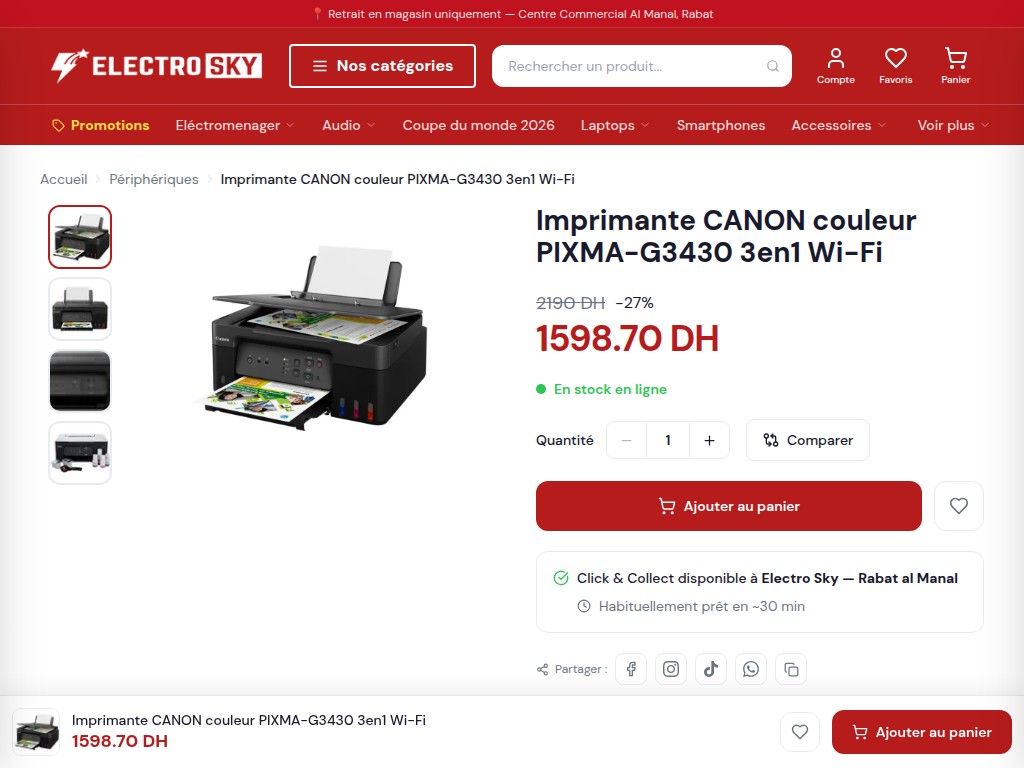 📍 Retrait en magasin uniquement — Centre Commercial Al Manal, Rabat
ELECTRO SKY
Nos catégories
Rechercher un produit...
Compte
Favoris
Panier
Promotions
Eléctromenager
Audio
Coupe du monde 2026
Laptops
Smartphones
Accessoires
Voir plus
Accueil
Périphériques
Imprimante CANON couleur PIXMA-G3430 3en1 Wi-Fi
Canon
Imprimante CANON couleur
PIXMA-G3430 3en1 Wi-Fi
2190 DH -27%
1598.70 DH
En stock en ligne
Quantité
1
Comparer
Ajouter au panier
Click & Collect disponible à Electro Sky — Rabat al Manal
Habituellement prêt en ~30 min
Partager :
Imprimante CANON couleur PIXMA-G3430 3en1 Wi-Fi
1598.70 DH
Ajouter au panier